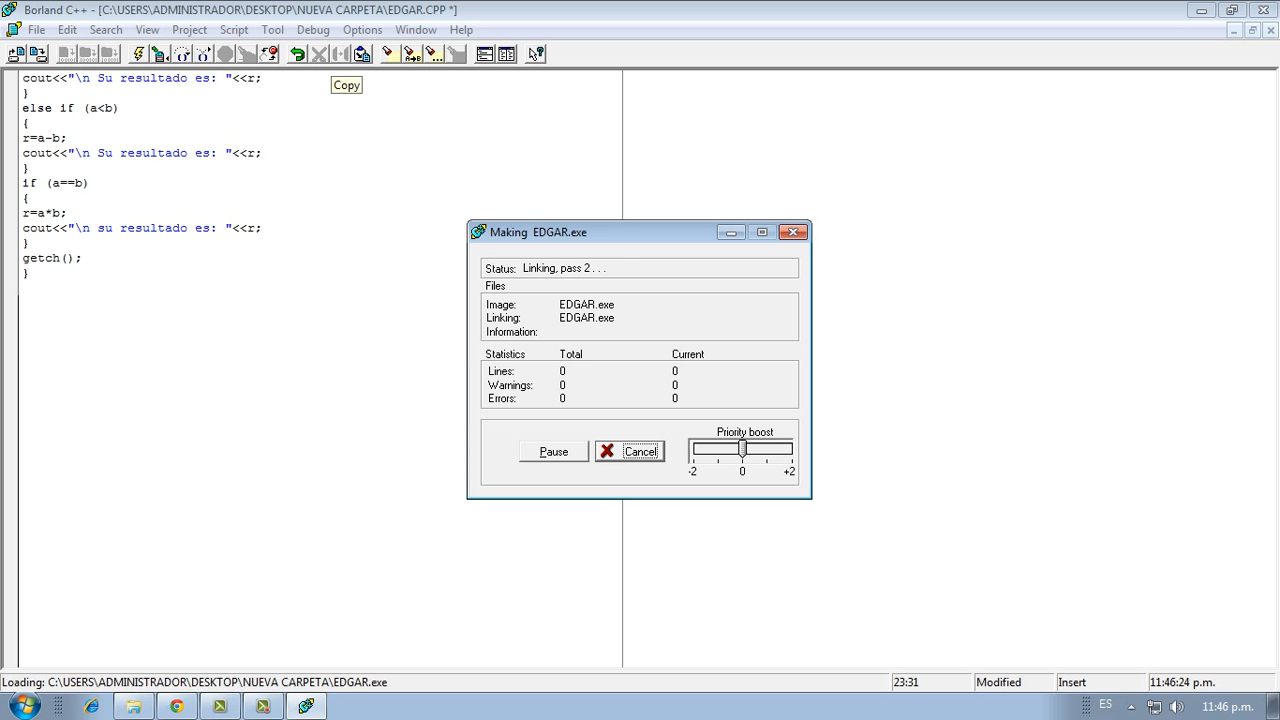 Borland C++ - [C:\USERS\ADMINISTRADOR\DESKTOP\NUEVA CARPETA\EDGAR.CPP *]
File Edit Search View Project Script Tool Debug Options Window Help
cout<<"\n Su resultado es: "<<r;
Copy
}
else if (a<b)
{
r=a-b;
cout<<"\n Su resultado es: "<<r;
}
if (a==b)
{
r=a*b;
cout<<"\n su resultado es: "<<r;
}
getch();
}
Making EDGAR.exe
Status: Linking, pass 2 . . .
Files
Image: EDGAR.exe
Linking: EDGAR.exe
Information:
Statistics Total Current
Lines: 0 0
Warnings: 0 0
Errors: 0 0
Priority boost
Pause Cancel
-2 0 +2
Loading: C:\USERS\ADMINISTRADOR\DESKTOP\NUEVA CARPETA\EDGAR.exe 23:31 Modified Insert 11:46:24 p.m.
ES 11:46 p.m.